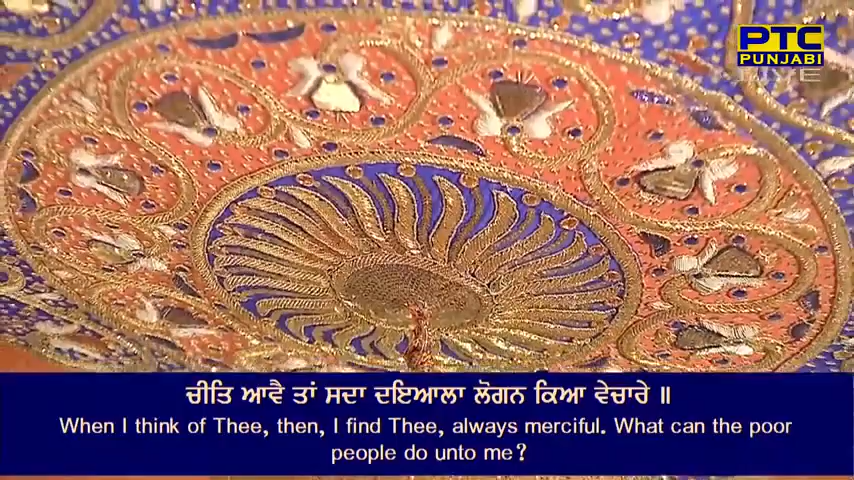 PTC
PUNJABI
LIVE
ਚੀਤਿ ਆਵੈ ਤਾਂ ਸਦਾ ਦਇਆਲਾ ਲੋਗਨ ਕਿਆ ਵੇਚਾਰੇ ॥
When I think of Thee, then, I find Thee, always merciful. What can the poor
people do unto me?